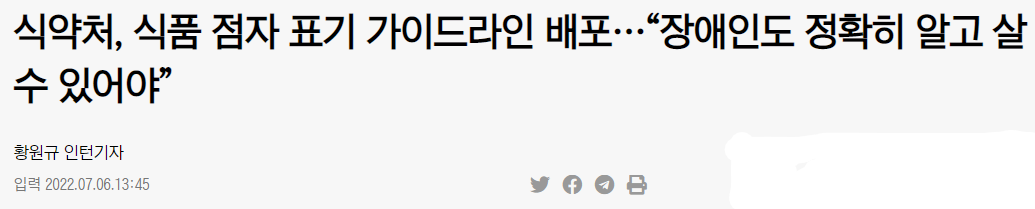 식약처, 식품 점자 표기 가이드라인 배포…“장애인도 정확히 알고 살
수 있어야”
황원규 인턴기자
입력 2022.07.06.13:45